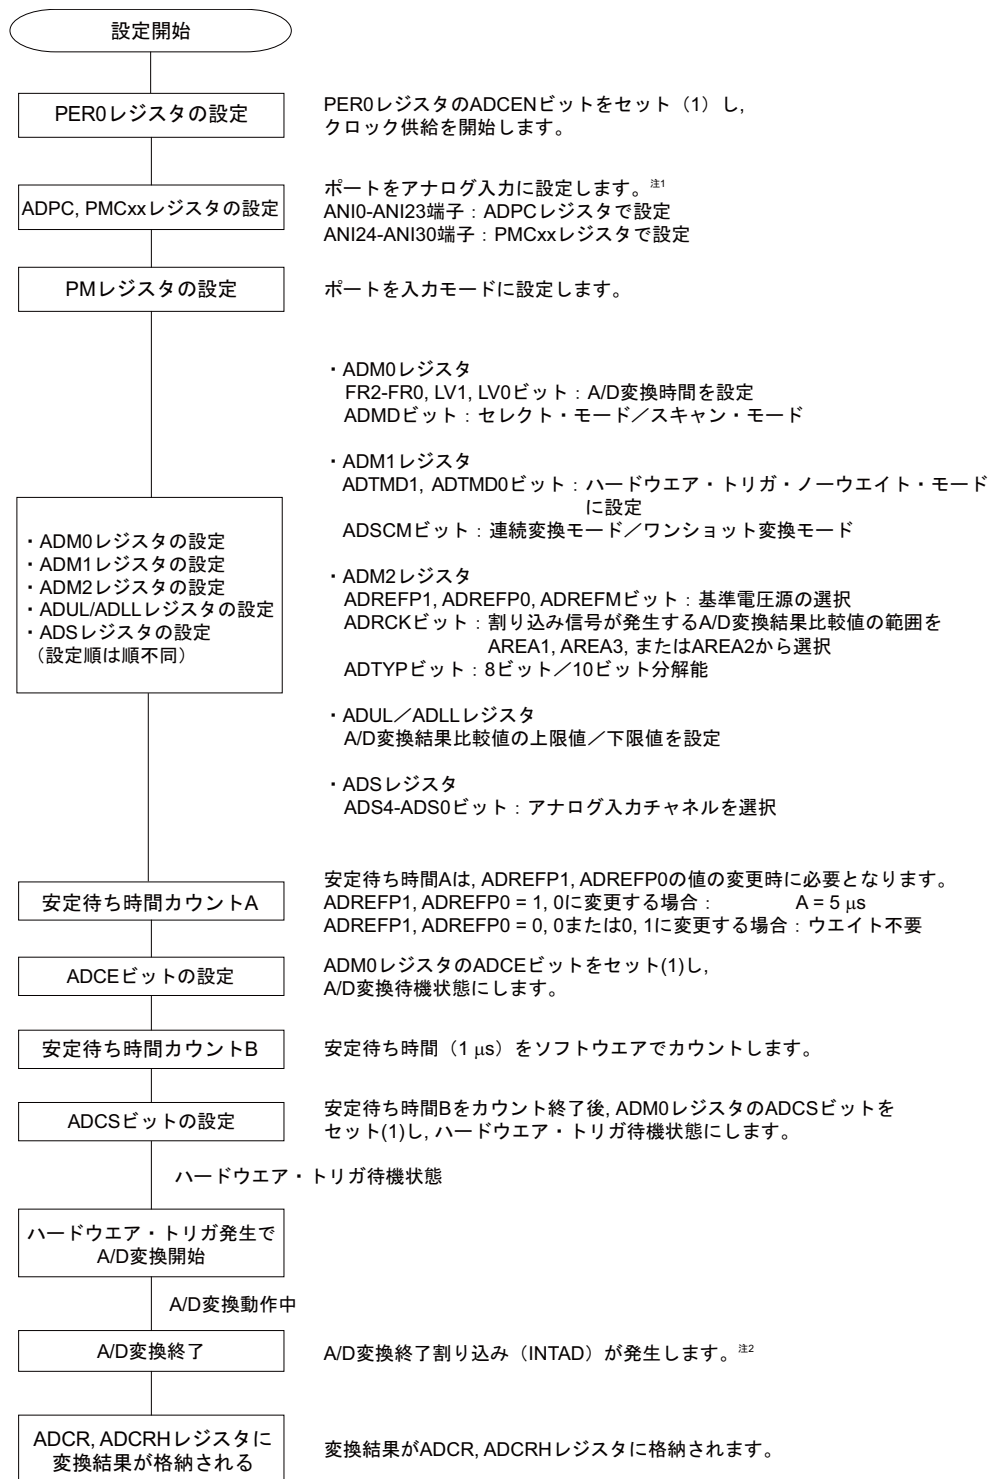 設定開始
PER0レジスタの設定
PER0レジスタのADCENビットをセット（1）し,
クロック供給を開始します。
ADPC, PMCxxレジスタの設定
ポートをアナログ入力に設定します。注1
ANI0-ANI23端子：ADPCレジスタで設定
ANI24-ANI30端子：PMCxxレジスタで設定
PMレジスタの設定
ポートを入力モードに設定します。
・ADM0レジスタの設定
・ADM1レジスタの設定
・ADM2レジスタの設定
・ADUL/ADLLレジスタの設定
・ADSレジスタの設定
（設定順は順不同）
・ADM0レジスタ
FR2-FR0, LV1, LV0ビット：A/D変換時間を設定
ADMDビット：セレクト・モード／スキャン・モード
・ADM1レジスタ
ADTMD1, ADTMD0ビット：ハードウエア・トリガ・ノーウエイト・モード
に設定
ADSCMビット：連続変換モード／ワンショット変換モード
・ADM2レジスタ
ADREFP1, ADREFP0, ADREFMビット：基準電圧源の選択
ADRCKビット：割り込み信号が発生するA/D変換結果比較値の範囲を
AREA1, AREA3, またはAREA2から選択
ADTYPビット：8ビット／10ビット分解能
・ADUL／ADLLレジスタ
A/D変換結果比較値の上限値／下限値を設定
・ADSレジスタ
ADS4-ADS0ビット：アナログ入力チャネルを選択
安定待ち時間カウントA
安定待ち時間Aは, ADREFP1, ADREFP0の値の変更時に必要となります。
ADREFP1, ADREFP0 = 1, 0に変更する場合： A = 5 μs
ADREFP1, ADREFP0 = 0, 0または0, 1に変更する場合：ウエイト不要
ADCEビットの設定
ADM0レジスタのADCEビットをセット(1)し,
A/D変換待機状態にします。
安定待ち時間カウントB
安定待ち時間（1 μs）をソフトウエアでカウントします。
ADCSビットの設定
安定待ち時間Bをカウント終了後, ADM0レジスタのADCSビットを
セット(1)し, ハードウエア・トリガ待機状態にします。
ハードウエア・トリガ待機状態
ハードウエア・トリガ発生で
A/D変換開始
A/D変換動作中
A/D変換終了
A/D変換終了割り込み（INTAD）が発生します。注2
ADCR, ADCRHレジスタに
変換結果が格納される
変換結果がADCR, ADCRHレジスタに格納されます。